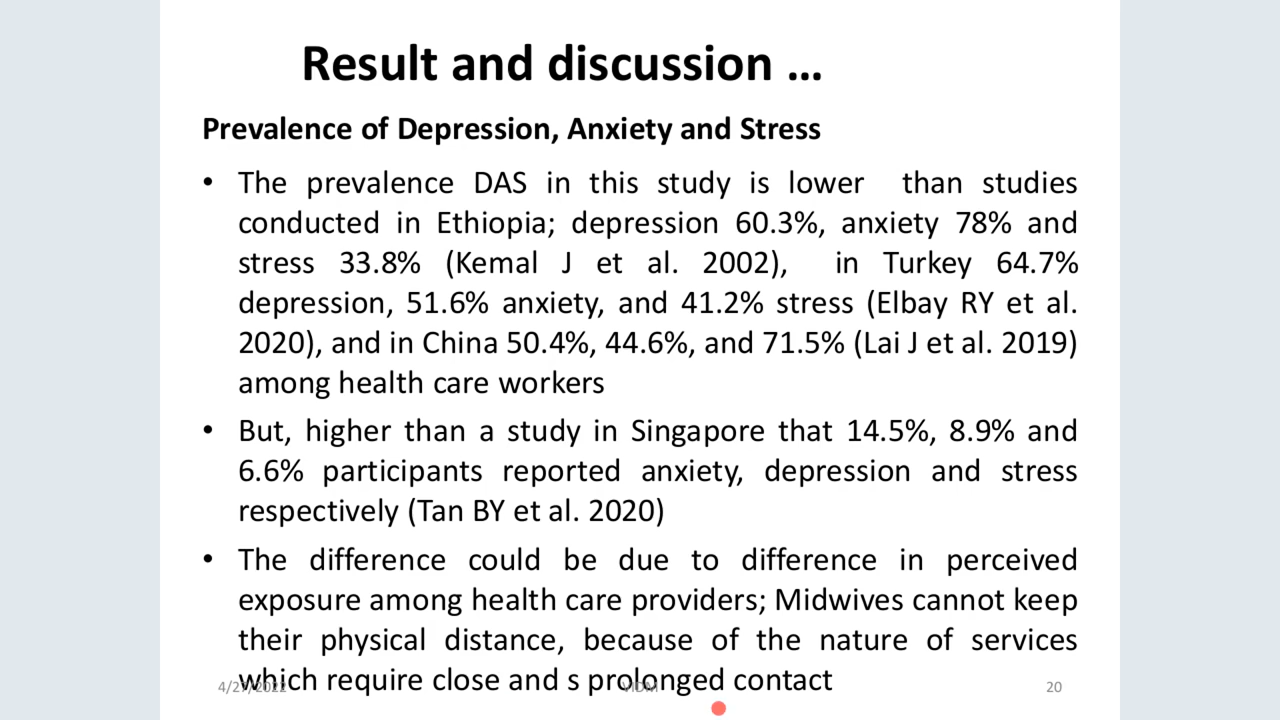 Result and discussion …
Prevalence of Depression, Anxiety and Stress
• The prevalence DAS in this study is lower than studies
conducted in Ethiopia; depression 60.3%, anxiety 78% and
stress 33.8% (Kemal J et al. 2002), in Turkey 64.7%
depression, 51.6% anxiety, and 41.2% stress (Elbay RY et al.
2020), and in China 50.4%, 44.6%, and 71.5% (Lai J et al. 2019)
among health care workers
• But, higher than a study in Singapore that 14.5%, 8.9% and
6.6% participants reported anxiety, depression and stress
respectively (Tan BY et al. 2020)
• The difference could be due to difference in perceived
exposure among health care providers; Midwives cannot keep
their physical distance, because of the nature of services
which require close and s prolonged contact
20